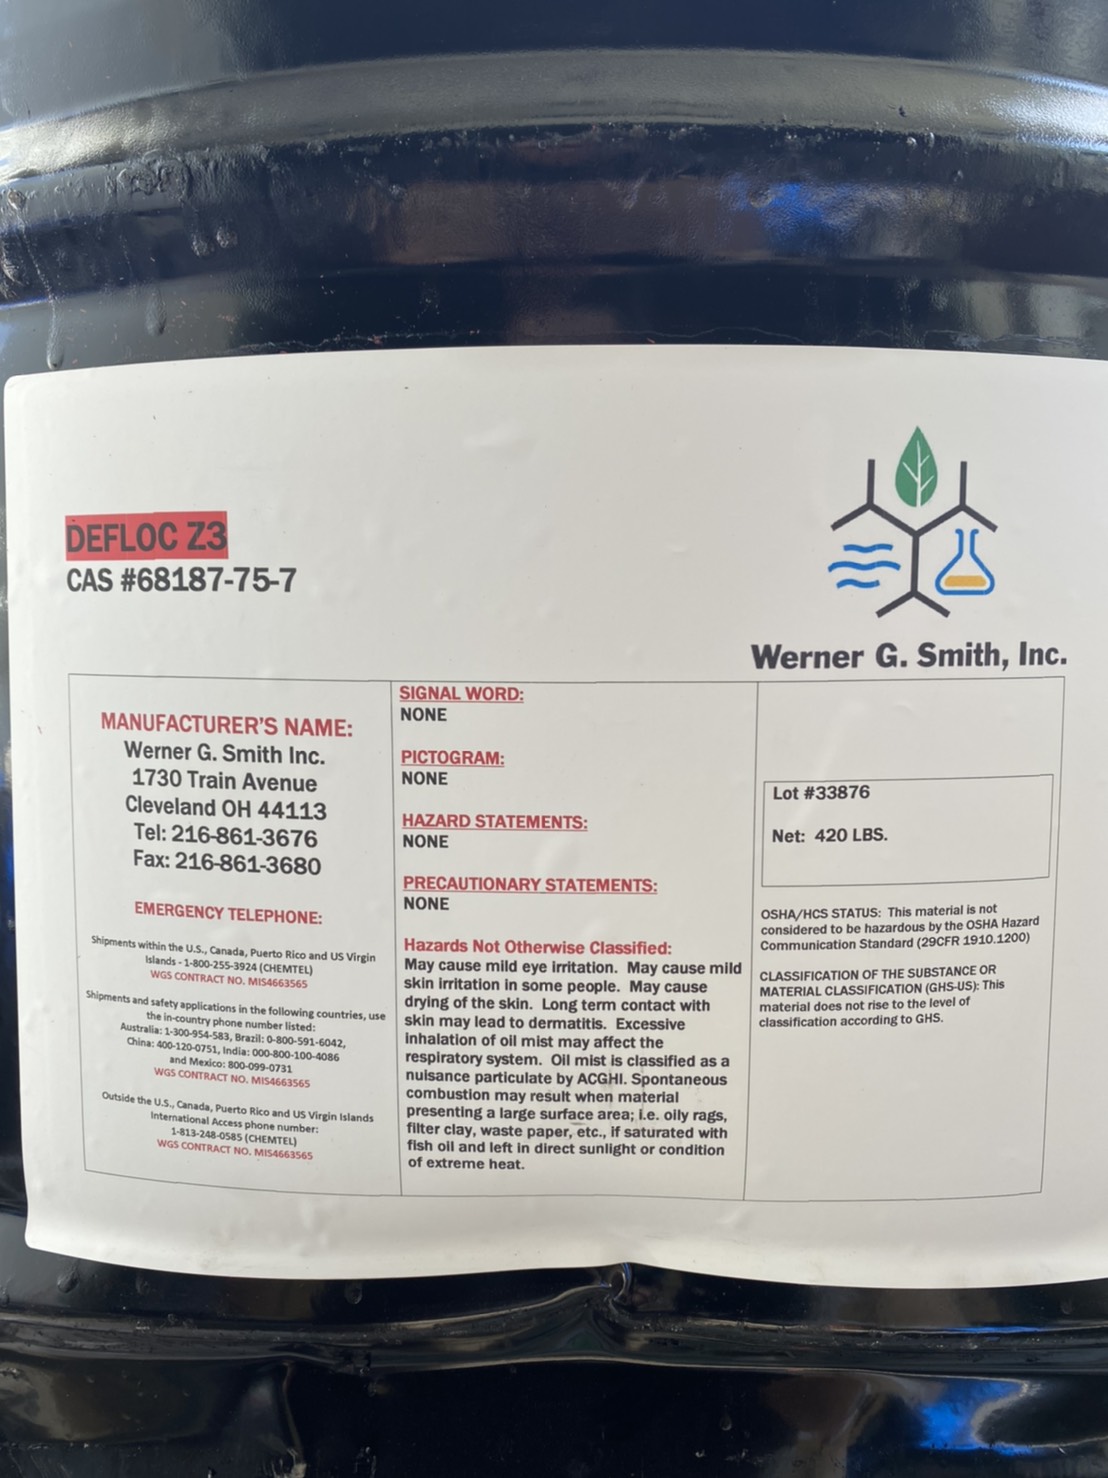 DEFLOC Z3
CAS #68187-75-7
Werner G. Smith, Inc.
MANUFACTURER'S NAME:
Werner G. Smith Inc.
1730 Train Avenue
Cleveland OH 44113
Tel: 216-861-3676
Fax: 216-861-3680
EMERGENCY TELEPHONE:
Shipments within the U.S., Canada, Puerto Rico and US Virgin
Islands - 1-800-255-3924 (CHEMTEL)
WGS CONTRACT NO. MIS4663565
Shipments and safety applications in the following countries, use
the in-country phone number listed:
Australia: 1-300-954-583, Brazil: 0-800-591-6042,
China: 400-120-0751, India: 000-800-100-4086
and Mexico: 800-099-0731
WGS CONTRACT NO. MIS4663565
Outside the U.S., Canada, Puerto Rico and US Virgin Islands
International Access phone number:
1-813-248-0585 (CHEMTEL)
WGS CONTRACT NO. MIS4663565
SIGNAL WORD:
NONE
PICTOGRAM:
NONE
HAZARD STATEMENTS:
NONE
PRECAUTIONARY STATEMENTS:
NONE
Hazards Not Otherwise Classified:
May cause mild eye irritation. May cause mild
skin irritation in some people. May cause
drying of the skin. Long term contact with
skin may lead to dermatitis. Excessive
inhalation of oil mist may affect the
respiratory system. Oil mist is classified as a
nuisance particulate by ACGHI. Spontaneous
combustion may result when material
presenting a large surface area; i.e. oily rags,
filter clay, waste paper, etc., if saturated with
fish oil and left in direct sunlight or condition
of extreme heat.
Lot #33876
Net: 420 LBS.
OSHA/HCS STATUS: This material is not
considered to be hazardous by the OSHA Hazard
Communication Standard (29CFR 1910.1200)
CLASSIFICATION OF THE SUBSTANCE OR
MATERIAL CLASSIFICATION (GHS-US): This
material does not rise to the level of
classification according to GHS.